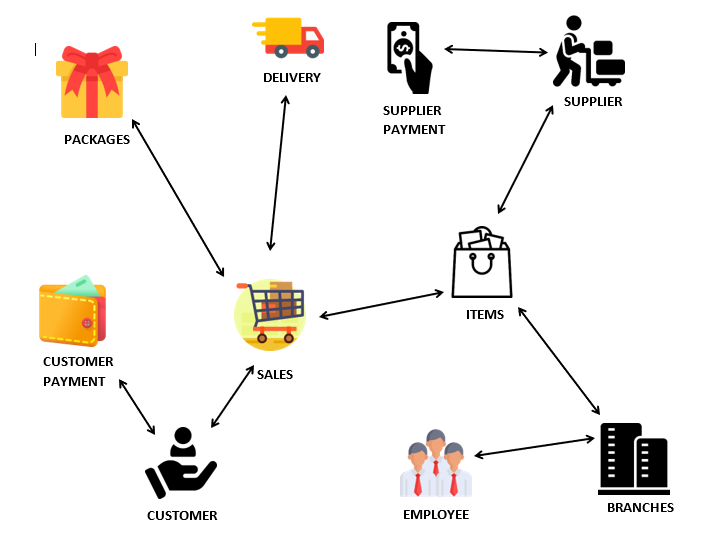 DELIVERY
SUPPLIER
PAYMENT
SUPPLIER
PACKAGES
ITEMS
CUSTOMER
PAYMENT
SALES
CUSTOMER
EMPLOYEE
BRANCHES